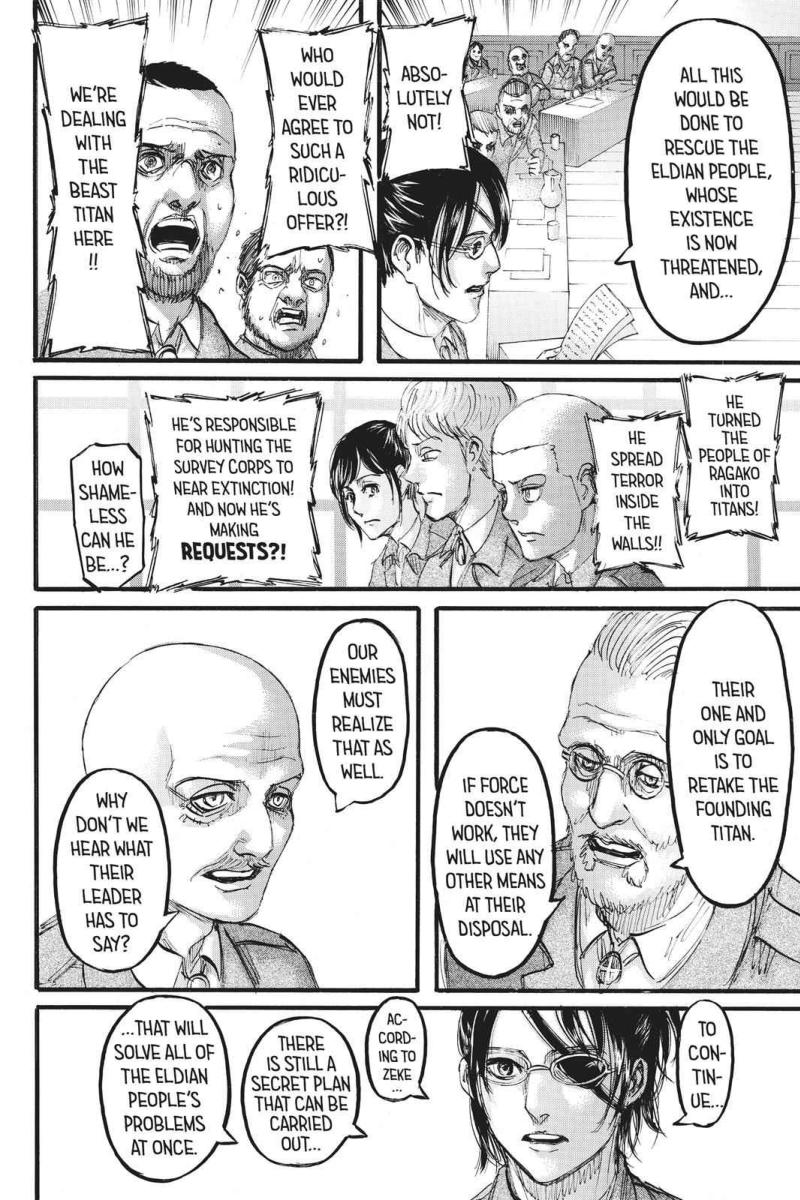 ALL THIS
WOULD BE
DONE TO
RESCUE THE
ELDIAN PEOPLE,
WHOSE
EXISTENCE
IS NOW
THREATENED,
AND...
ABSO-
LUTELY
NOT!
WHO
WOULD
EVER
AGREE TO
SUCH A
RIDICU-
LOUS
OFFER?!
WE'RE
DEALING
WITH
THE
BEAST
TITAN
HERE
!!
HE
TURNED
THE
PEOPLE OF
RAGAKO
INTO
TITANS!
HE
SPREAD
TERROR
INSIDE
THE
WALLS!!
HE'S RESPONSIBLE
FOR HUNTING THE
SURVEY CORPS TO
NEAR EXTINCTION!
AND NOW HE'S
MAKING
REQUESTS?!
HOW
SHAME-
LESS
CAN HE
BE...?
THEIR
ONE AND
ONLY GOAL
IS TO
RETAKE THE
FOUNDING
TITAN.
IF FORCE
DOESN'T
WORK, THEY
WILL USE ANY
OTHER MEANS
AT THEIR
DISPOSAL.
OUR
ENEMIES
MUST
REALIZE
THAT AS
WELL.
WHY
DON'T WE
HEAR WHAT
THEIR
LEADER
HAS TO
SAY?
TO
CON-
TIN-
UE...
AC-
CORD-
ING TO
ZEKE
...
THERE
IS STILL A
SECRET PLAN
THAT CAN BE
CARRIED
OUT...
...THAT WILL
SOLVE ALL OF
THE ELDIAN
PEOPLE'S
PROBLEMS
AT ONCE.